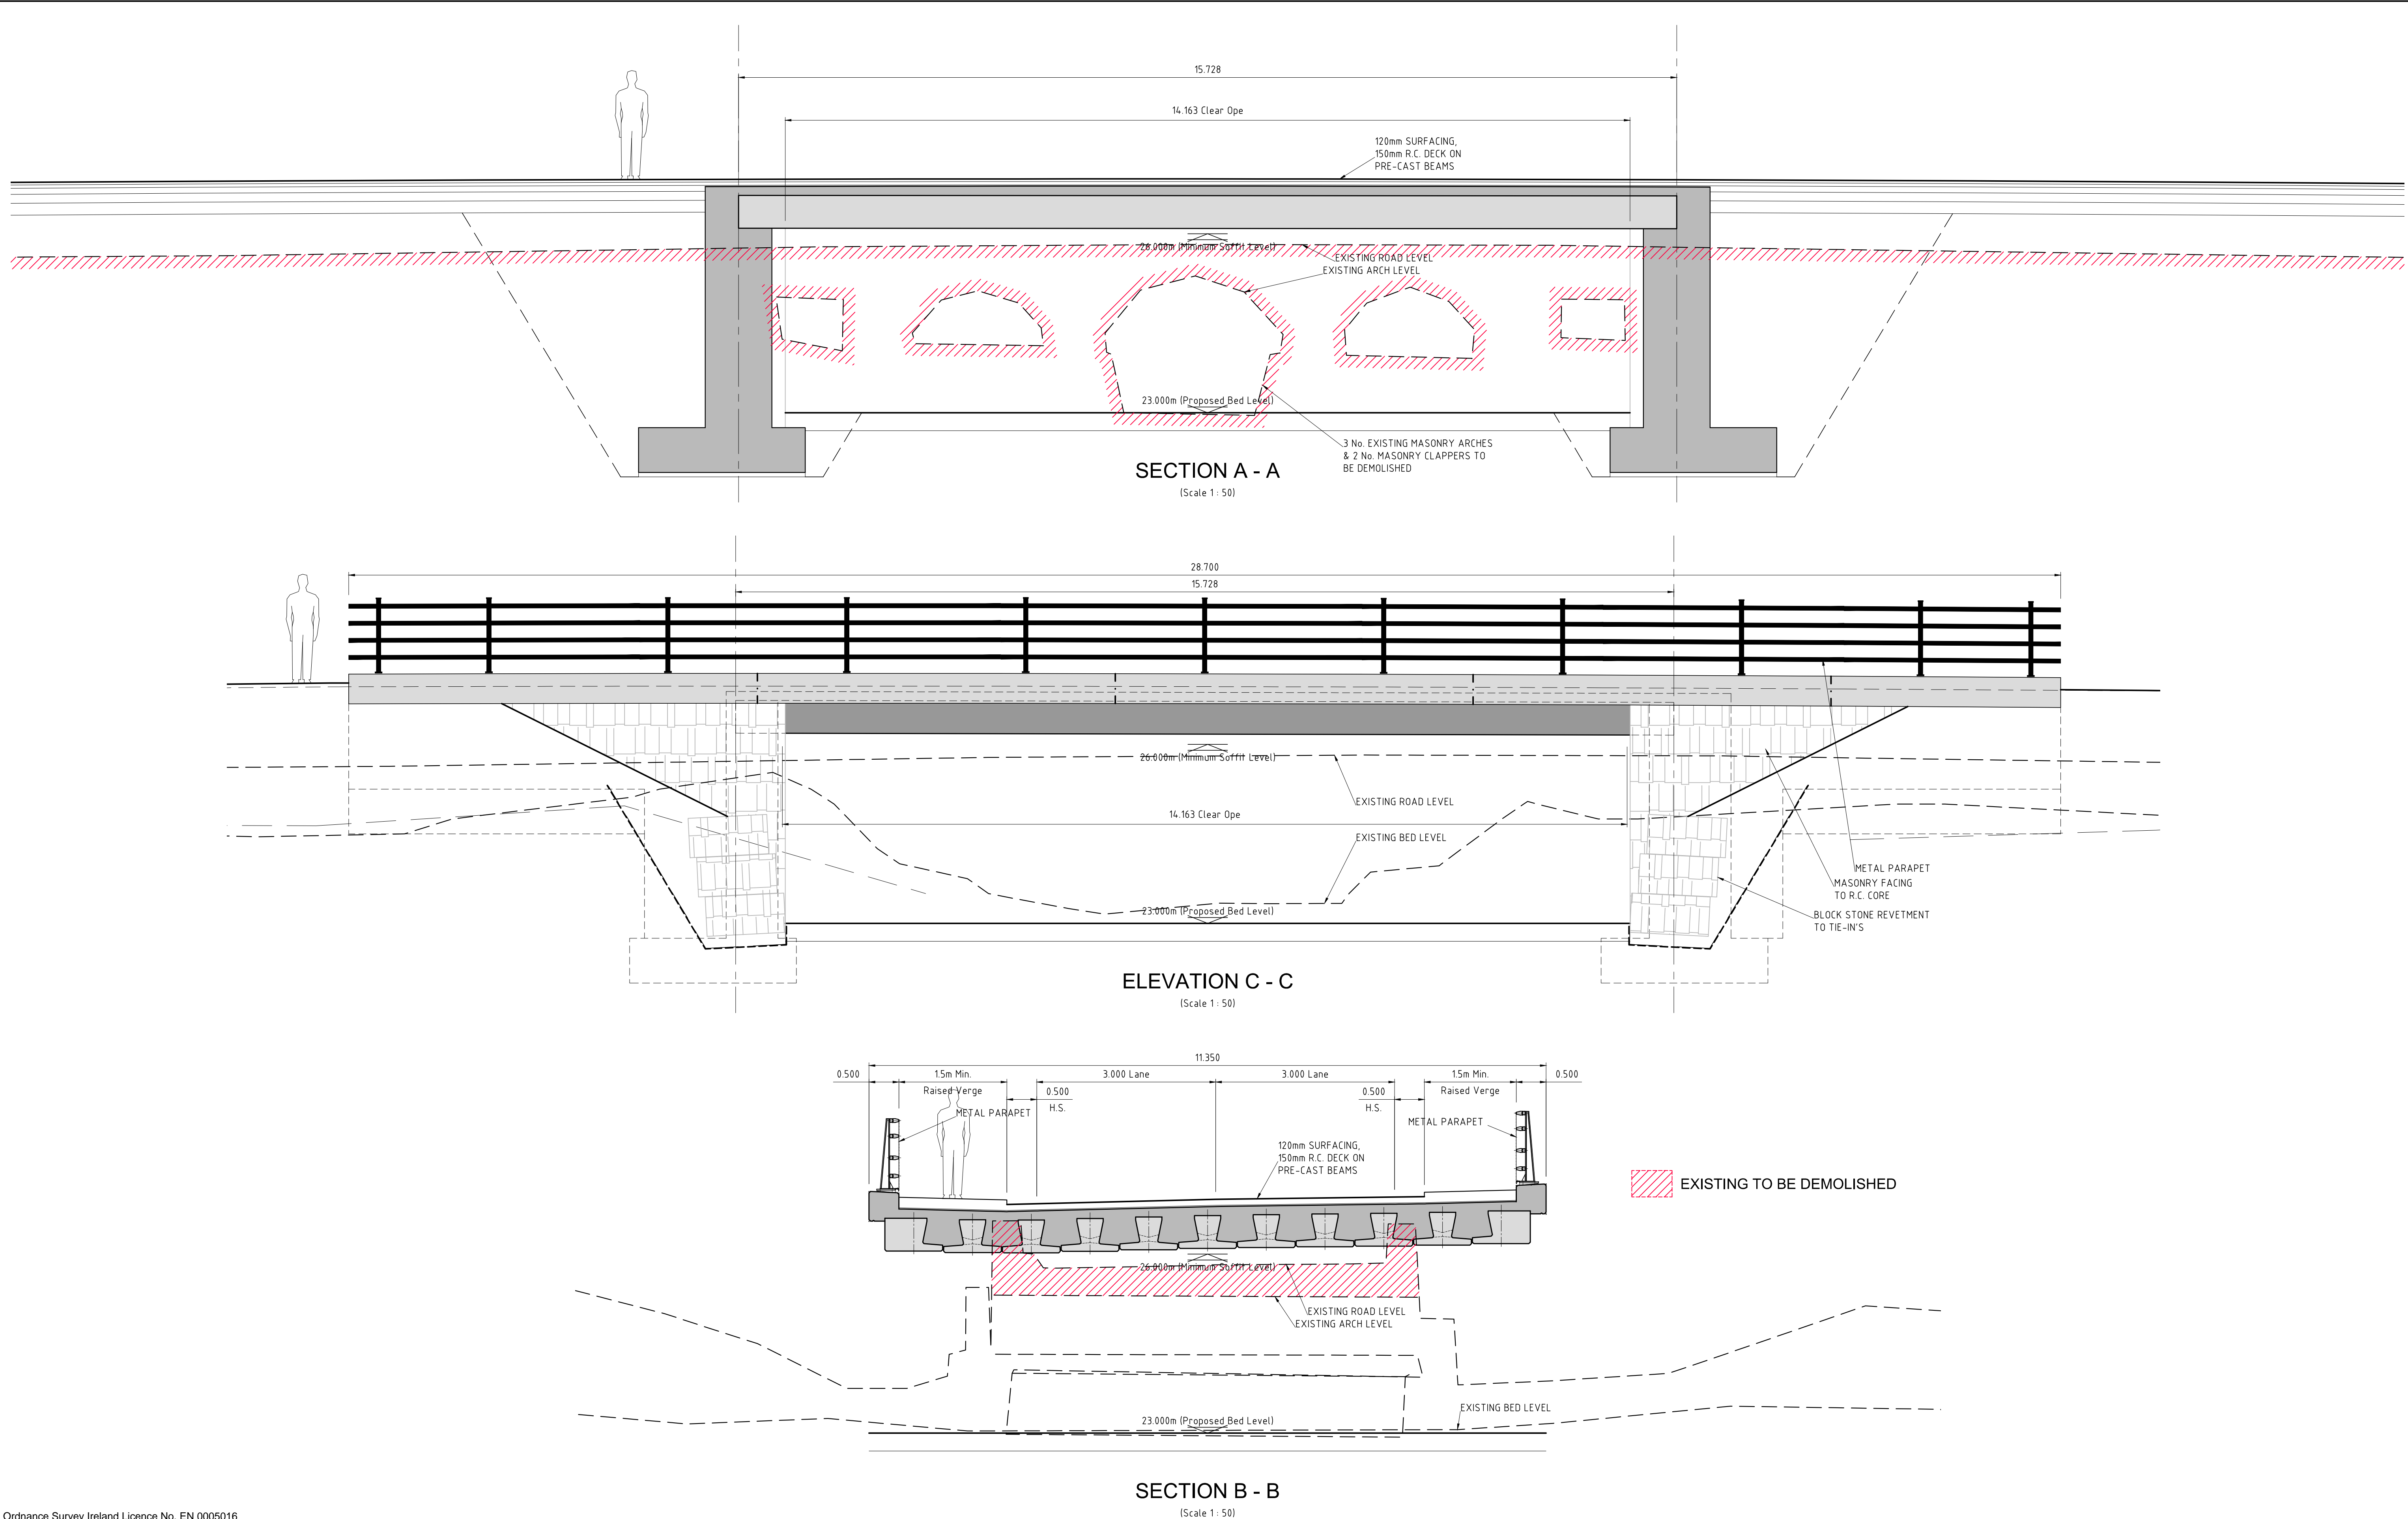 15.728
14.163 Clear Ope
120mm SURFACING,
150mm R.C. DECK ON
PRE-CAST BEAMS
26.000m (Minimum Soffit Level)
EXISTING ROAD LEVEL
EXISTING ARCH LEVEL
23.000m (Proposed Bed Level)
3 No. EXISTING MASONRY ARCHES
& 2 No. MASONRY CLAPPERS TO
BE DEMOLISHED
SECTION A - A
(Scale 1 : 50)
28.700
15.728
26.000m (Minimum Soffit Level)
EXISTING ROAD LEVEL
14.163 Clear Ope
EXISTING BED LEVEL
METAL PARAPET
MASONRY FACING
TO R.C. CORE
BLOCK STONE REVETMENT
TO TIE-IN'S
23.000m (Proposed Bed Level)
ELEVATION C - C
(Scale 1 : 50)
11.350
0.500
1.5m Min.
Raised Verge
0.500
H.S.
3.000 Lane
3.000 Lane
0.500
H.S.
1.5m Min.
Raised Verge
0.500
METAL PARAPET
METAL PARAPET
120mm SURFACING,
150mm R.C. DECK ON
PRE-CAST BEAMS
EXISTING TO BE DEMOLISHED
26.000m (Minimum Soffit Level)
EXISTING ROAD LEVEL
EXISTING ARCH LEVEL
23.000m (Proposed Bed Level)
EXISTING BED LEVEL
SECTION B - B
(Scale 1 : 50)
Ordnance Survey Ireland Licence No. EN 0005016